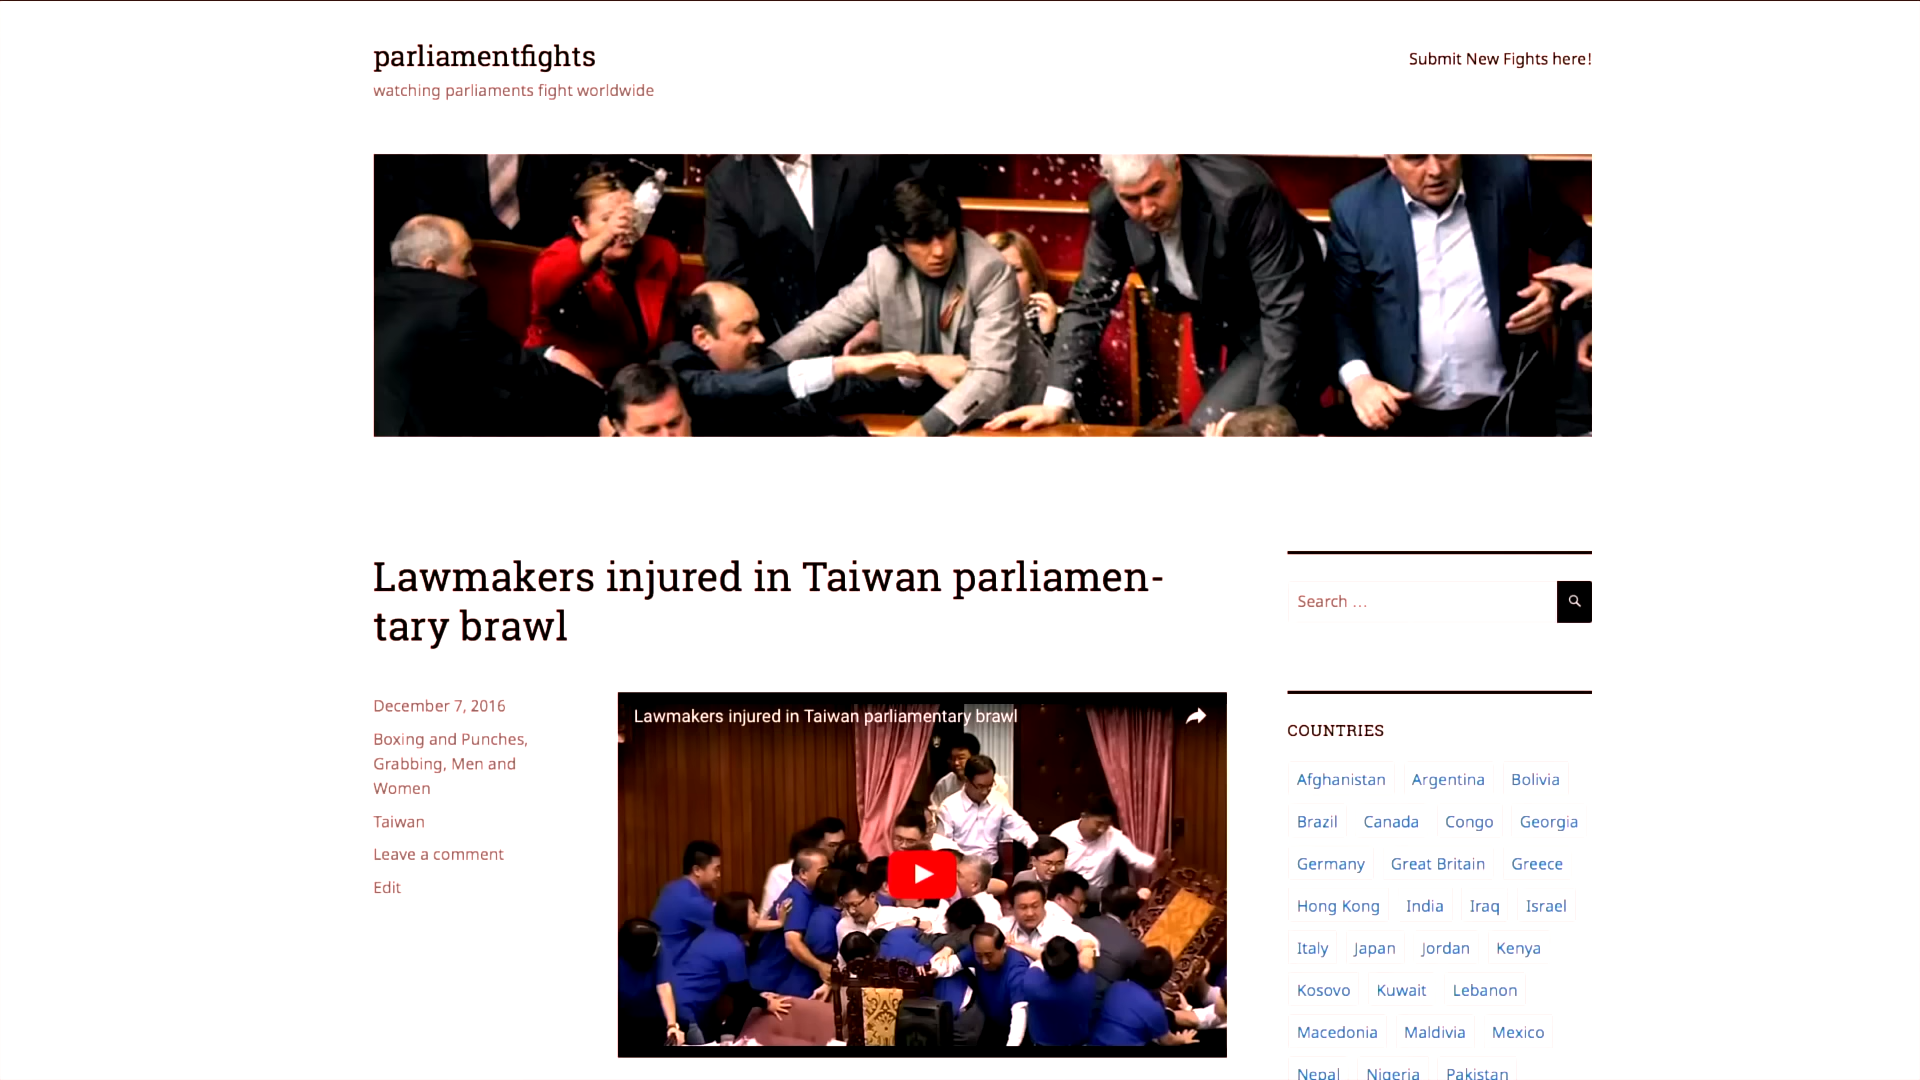 parliamentfights
Submit New Fights here!
watching parliaments fight worldwide
Lawmakers injured in Taiwan parliamen-
tary brawl
December 7, 2016
Boxing and Punches,
Grabbing, Men and
Women
Taiwan
Leave a comment
Edit
Lawmakers injured in Taiwan parliamentary brawl
Search …
COUNTRIES
Afghanistan Argentina Bolivia
Brazil Canada Congo Georgia
Germany Great Britain Greece
Hong Kong India Iraq Israel
Italy Japan Jordan Kenya
Kosovo Kuwait Lebanon
Macedonia Maldivia Mexico
Nepal Nigeria Pakistan